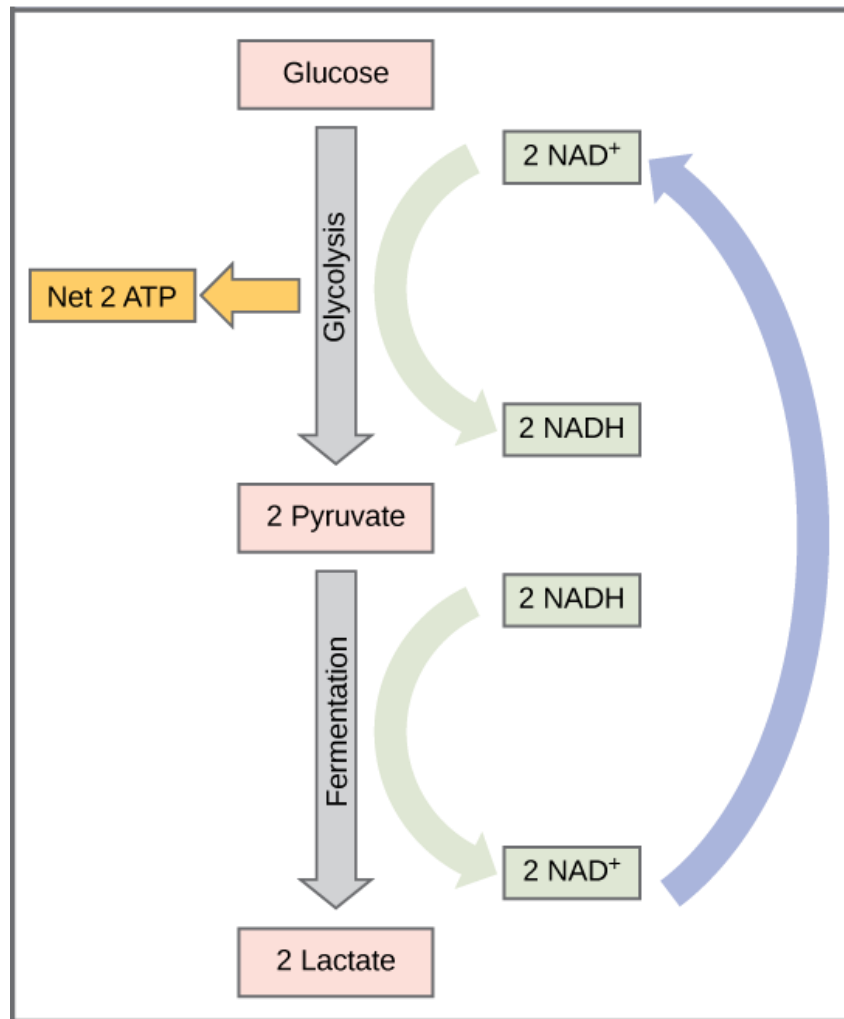 Glucose
2 NAD⁺
Glycolysis
Net 2 ATP
2 NADH
2 Pyruvate
2 NADH
Fermentation
2 NAD⁺
2 Lactate